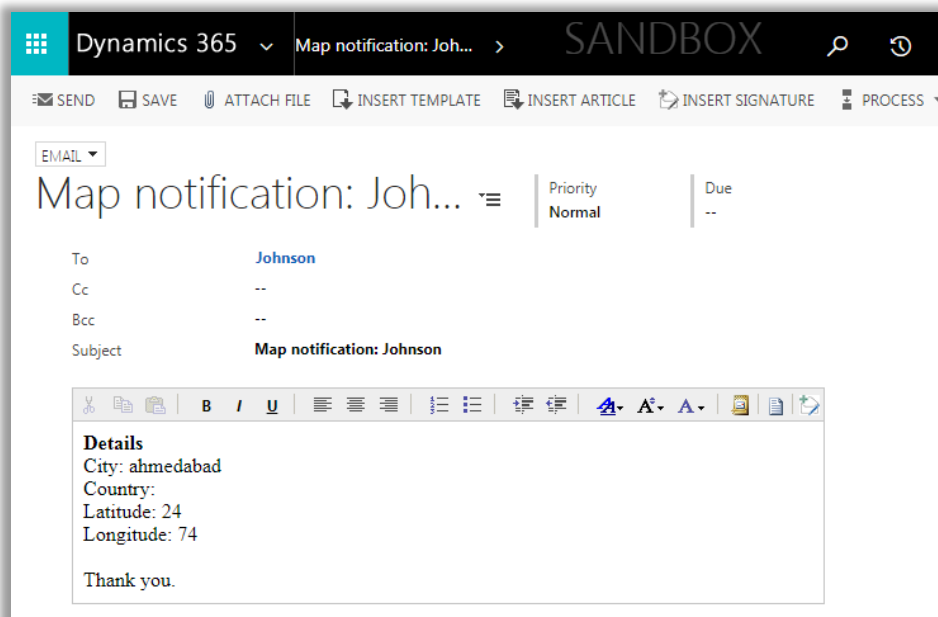 Dynamics 365 Map notification: Joh... SANDBOX
SEND SAVE ATTACH FILE INSERT TEMPLATE INSERT ARTICLE INSERT SIGNATURE PROCESS
EMAIL
Map notification: Joh...
Priority
Normal
Due
--
To Johnson
Cc --
Bcc --
Subject Map notification: Johnson
B I U A A A
Details
City: ahmedabad
Country:
Latitude: 24
Longitude: 74
Thank you.